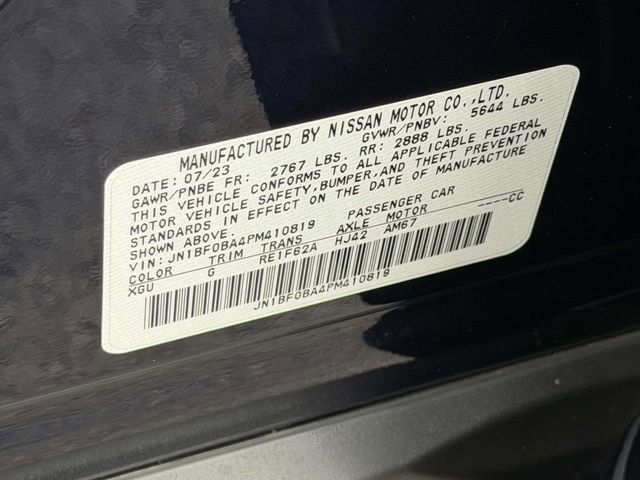 MANUFACTURED BY NISSAN MOTOR CO.,LTD.
DATE: 07/23 GVWR/PNBV: 5644 LBS.
GAWR/PNBE FR: 2767 LBS. RR: 2888 LBS.
THIS VEHICLE CONFORMS TO ALL APPLICABLE FEDERAL
MOTOR VEHICLE SAFETY,BUMPER,AND THEFT PREVENTION
STANDARDS IN EFFECT ON THE DATE OF MANUFACTURE
SHOWN ABOVE.
VIN: JN1BF0BA4PM410819 PASSENGER CAR
COLOR TRIM TRANS AXLE MOTOR ----CC
XGU G RE1F62A HJ42 AM67
JN1BF0BA4PM410819